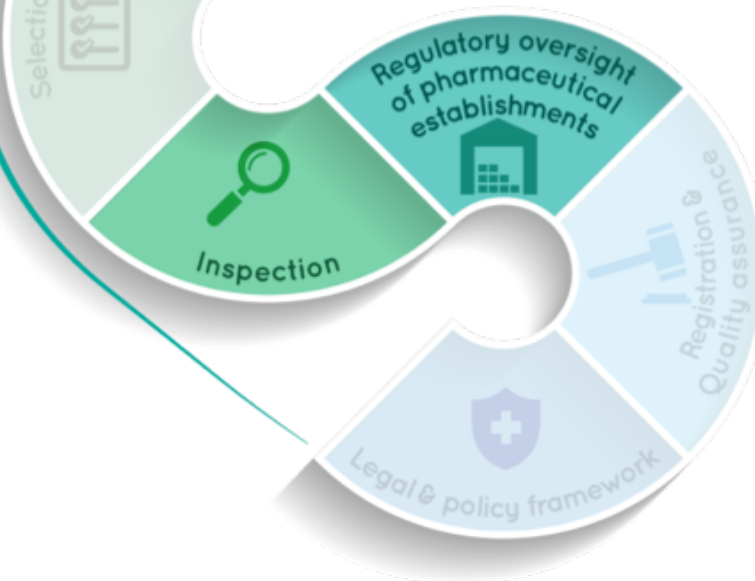 Regulatory oversight
of pharmaceutical
establishments
Inspection
Registration &
Quality assurance
Legal & policy framework